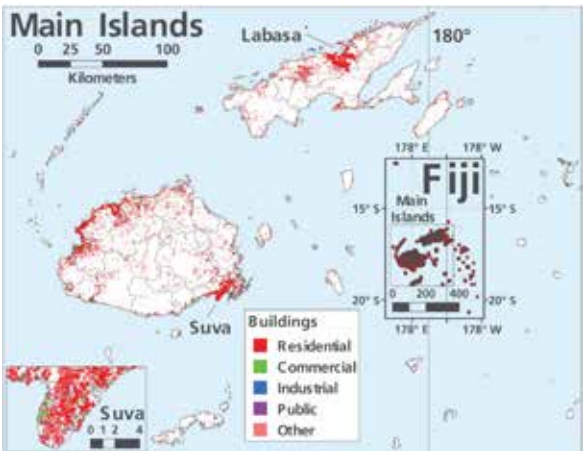 Main Islands
0 25 50 100
Kilometers
Labasa
180°
178° E 178° W
Fiji
15° S 15° S
Main
Islands
0 200 400
20° S 20° S
178° E 178° W
Suva
Buildings
Residential
Commercial
Industrial
Public
Other
Suva
0 1 2 4